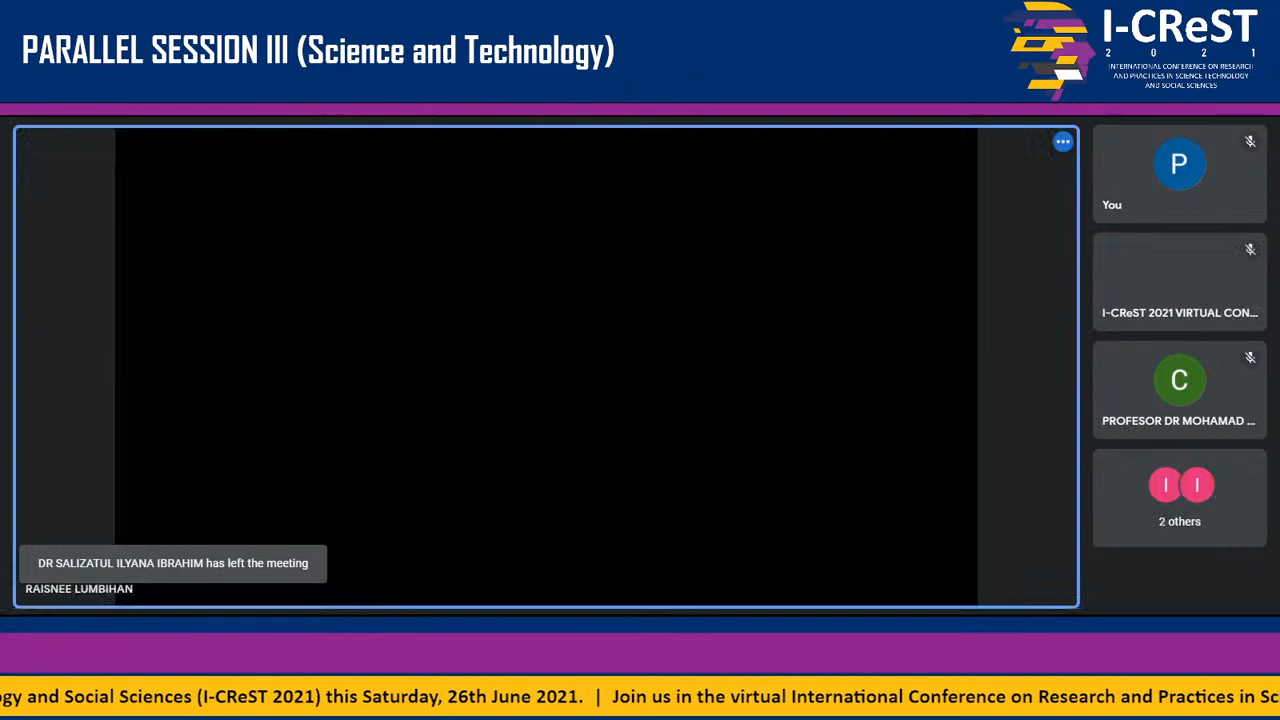 PARALLEL SESSION III (Science and Technology)
I-CReST
2 0 2 1
INTERNATIONAL CONFERENCE ON RESEARCH
AND PRACTICES IN SCIENCE TECHNOLOGY
AND SOCIAL SCIENCES
P
You
I-CReST 2021 VIRTUAL CON...
C
PROFESOR DR MOHAMAD ...
I I
2 others
DR SALIZATUL ILYANA IBRAHIM has left the meeting
RAISNEE LUMBIHAN
gy and Social Sciences (I-CReST 2021) this Saturday, 26th June 2021. | Join us in the virtual International Conference on Research and Practices in Sc